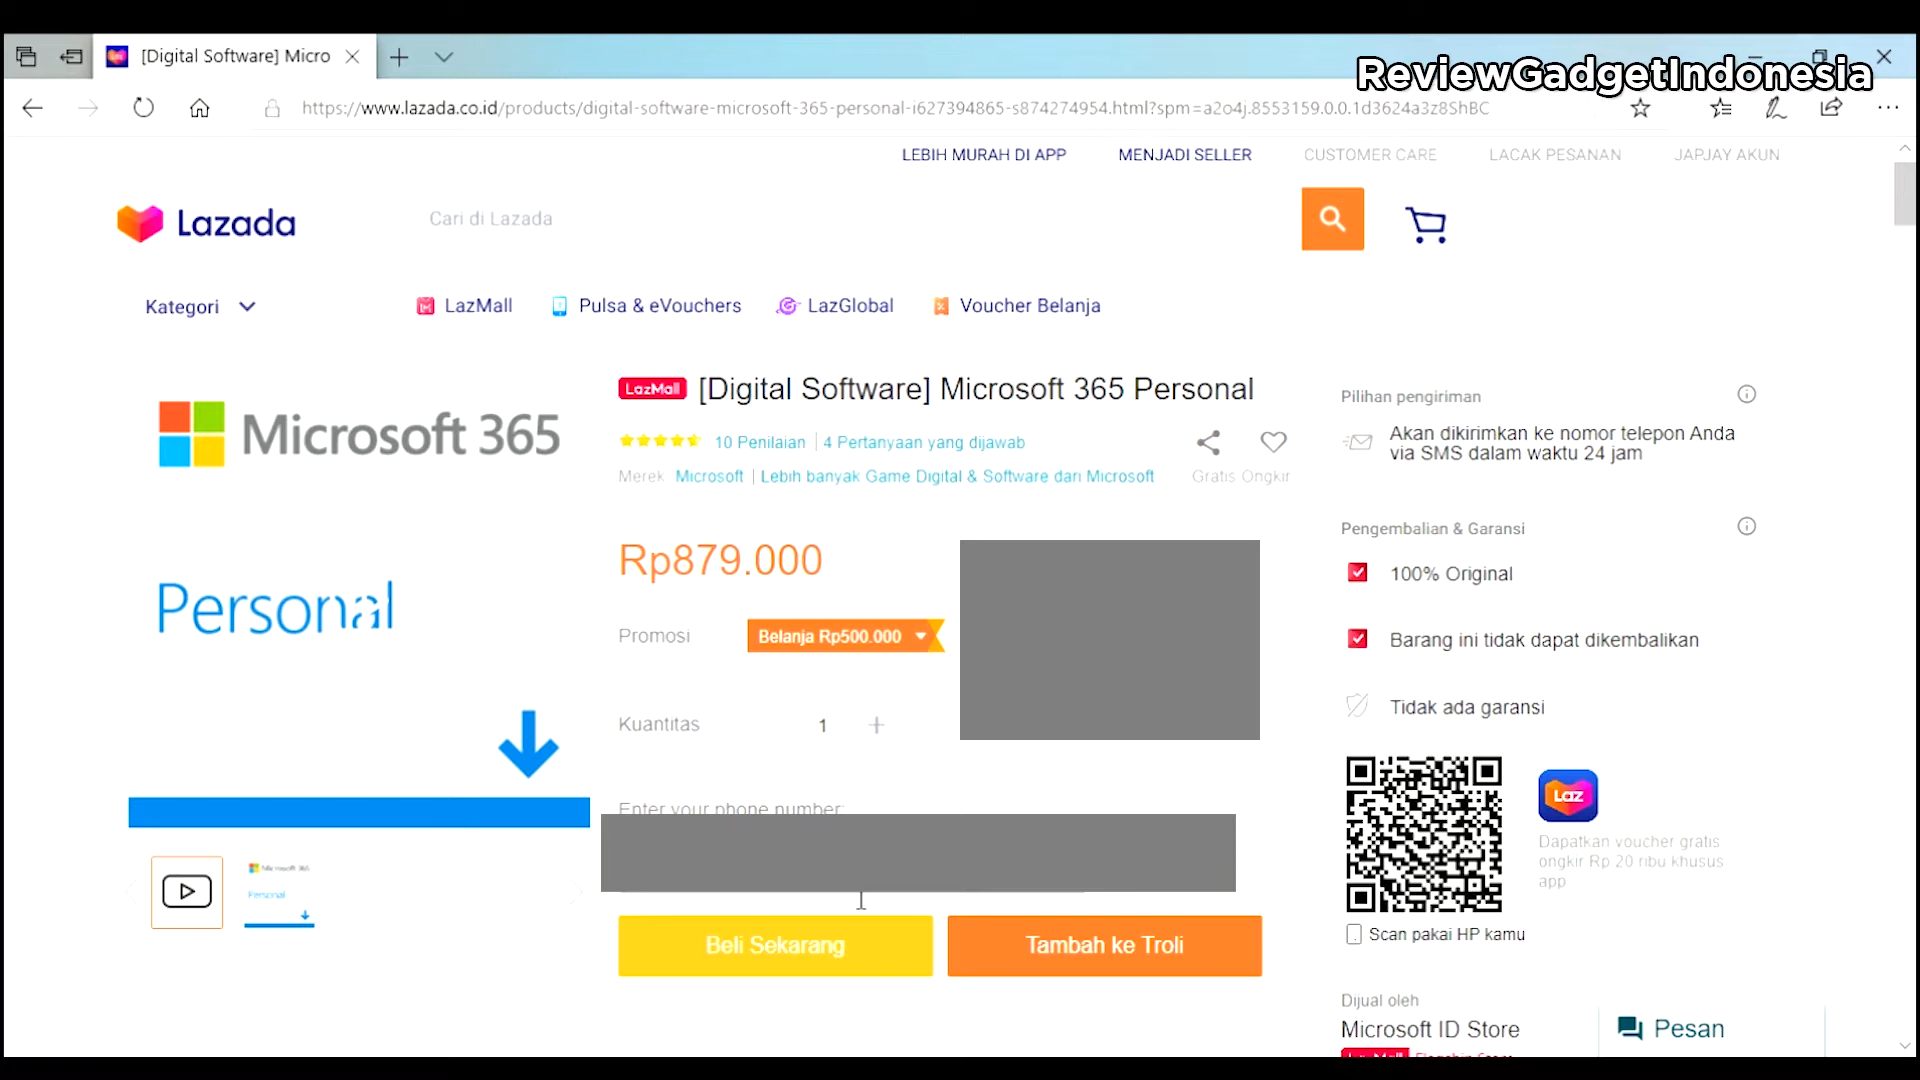 [Digital Software] Micro
ReviewGadgetIndonesia
https://www.lazada.co.id/products/digital-software-microsoft-365-personal-i627394865-s874274954.html?spm=a2o4j.8553159.0.0.1d3624a3z8ShBC
LEBIH MURAH DI APP
MENJADI SELLER
CUSTOMER CARE
LACAK PESANAN
JAPJAY AKUN
Lazada
Cari di Lazada
Kategori
LazMall
Pulsa & eVouchers
LazGlobal
Voucher Belanja
Microsoft 365
Personal
LazMall [Digital Software] Microsoft 365 Personal
10 Penilaian | 4 Pertanyaan yang dijawab
Merek Microsoft | Lebih banyak Game Digital & Software dari Microsoft
Gratis Ongkir
Rp879.000
Promosi
Belanja Rp500.000
Kuantitas
1 +
Enter your phone number:
Beli Sekarang
Tambah ke Troli
Microsoft 365
Personal
Pilihan pengiriman
Akan dikirimkan ke nomor telepon Anda
via SMS dalam waktu 24 jam
Pengembalian & Garansi
100% Original
Barang ini tidak dapat dikembalikan
Tidak ada garansi
Laz
Dapatkan voucher gratis
ongkir Rp 20 ribu khusus
app
Scan pakai HP kamu
Dijual oleh
Microsoft ID Store
Pesan